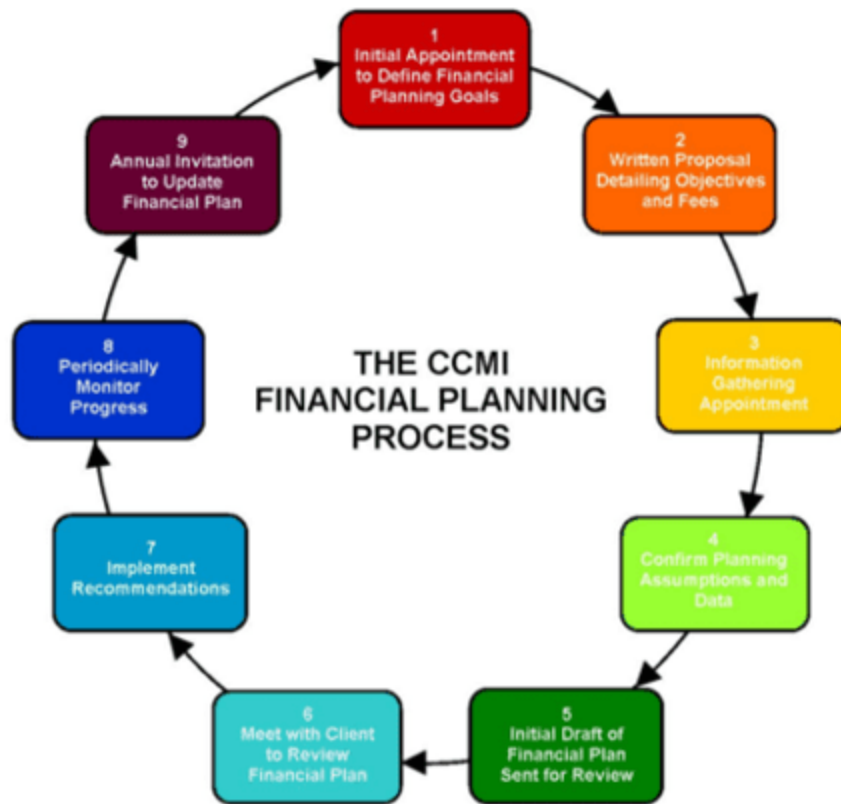 1
Initial Appointment
to Define Financial
Planning Goals
2
Written Proposal
Detailing Objectives
and Fees
3
Information
Gathering
Appointment
4
Confirm Planning
Assumptions and
Data
5
Initial Draft of
Financial Plan
Sent for Review
6
Meet with Client
to Review
Financial Plan
7
Implement
Recommendations
8
Periodically
Monitor
Progress
9
Annual Invitation
to Update
Financial Plan
THE CCMI
FINANCIAL PLANNING
PROCESS